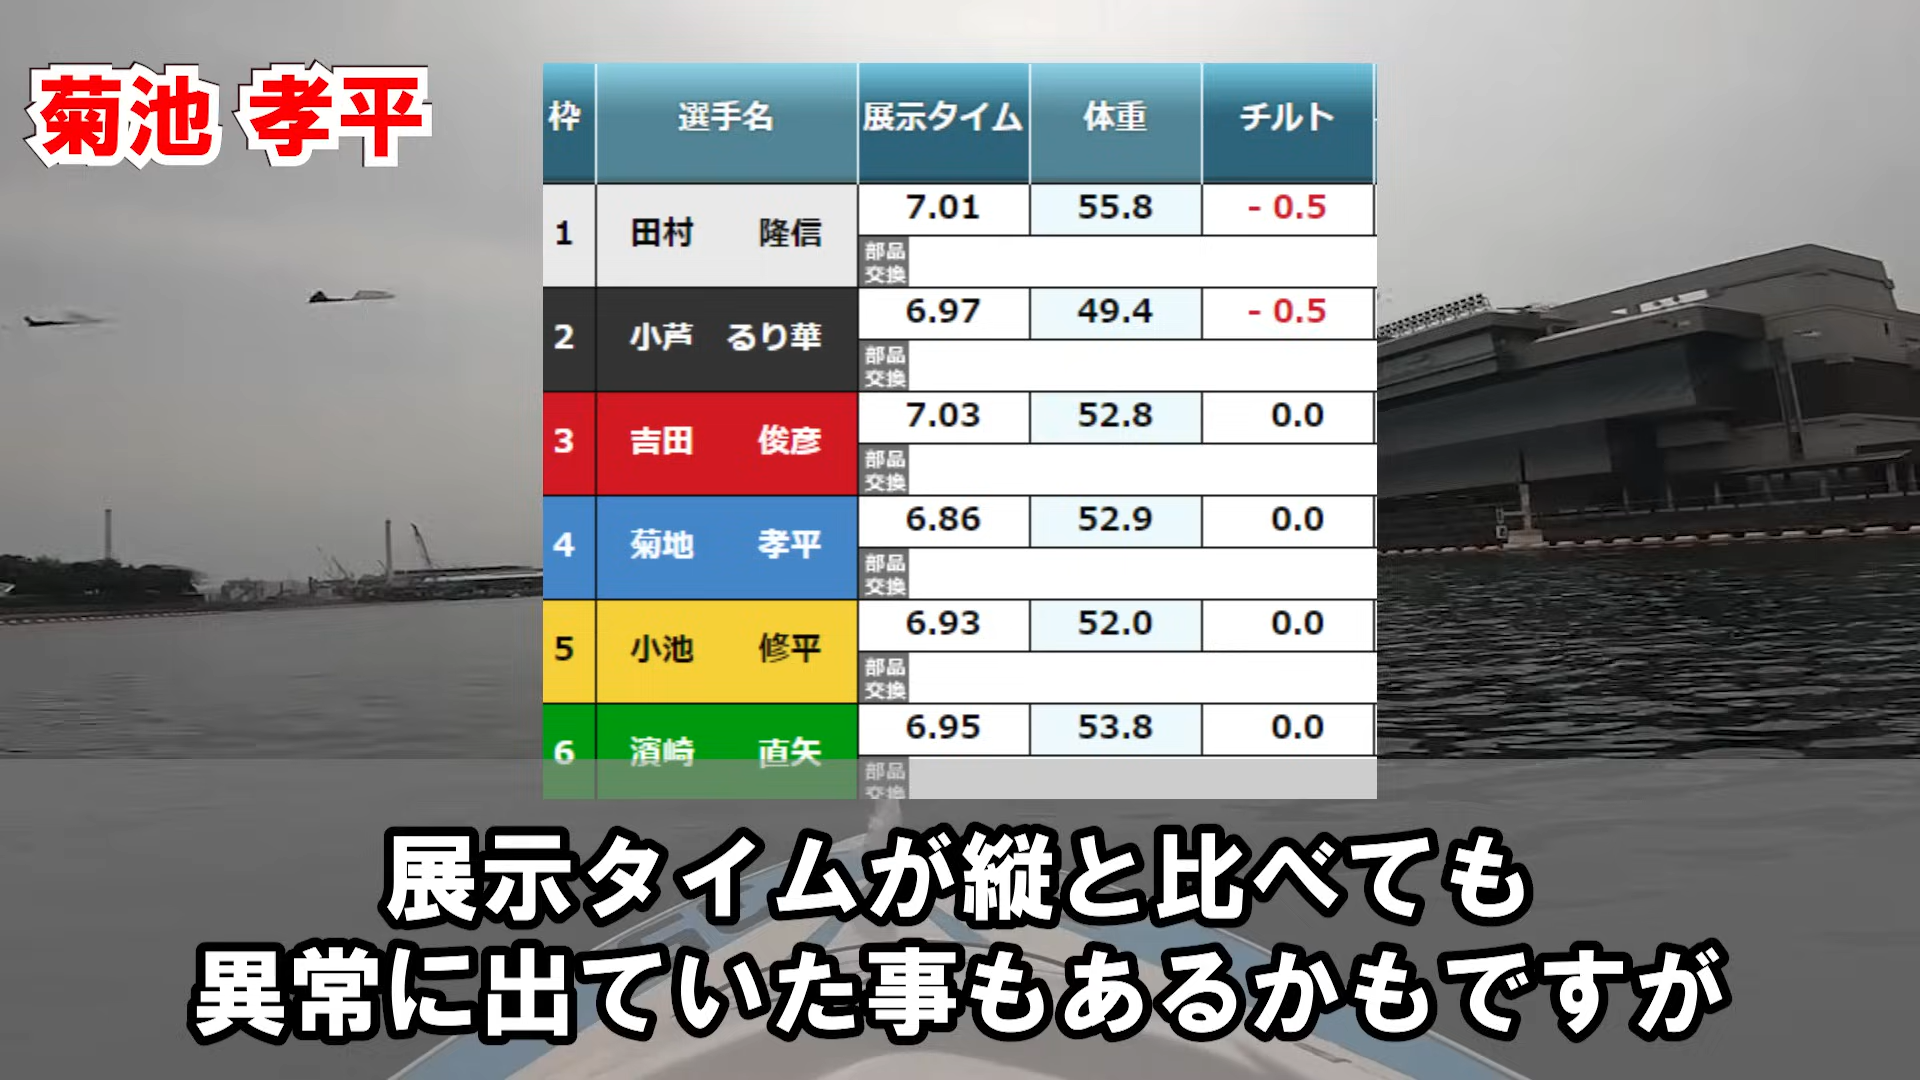 菊池 孝平
枠 選手名 展示タイム 体重 チルト
1 田村 隆信 7.01 55.8 - 0.5
部品
交換
2 小芦 るり華 6.97 49.4 - 0.5
部品
交換
3 吉田 俊彦 7.03 52.8 0.0
部品
交換
4 菊地 孝平 6.86 52.9 0.0
部品
交換
5 小池 修平 6.93 52.0 0.0
部品
交換
6 濱崎 直矢 6.95 53.8 0.0
部品
交換
展示タイムが縦と比べても
異常に出ていた事もあるかもですが